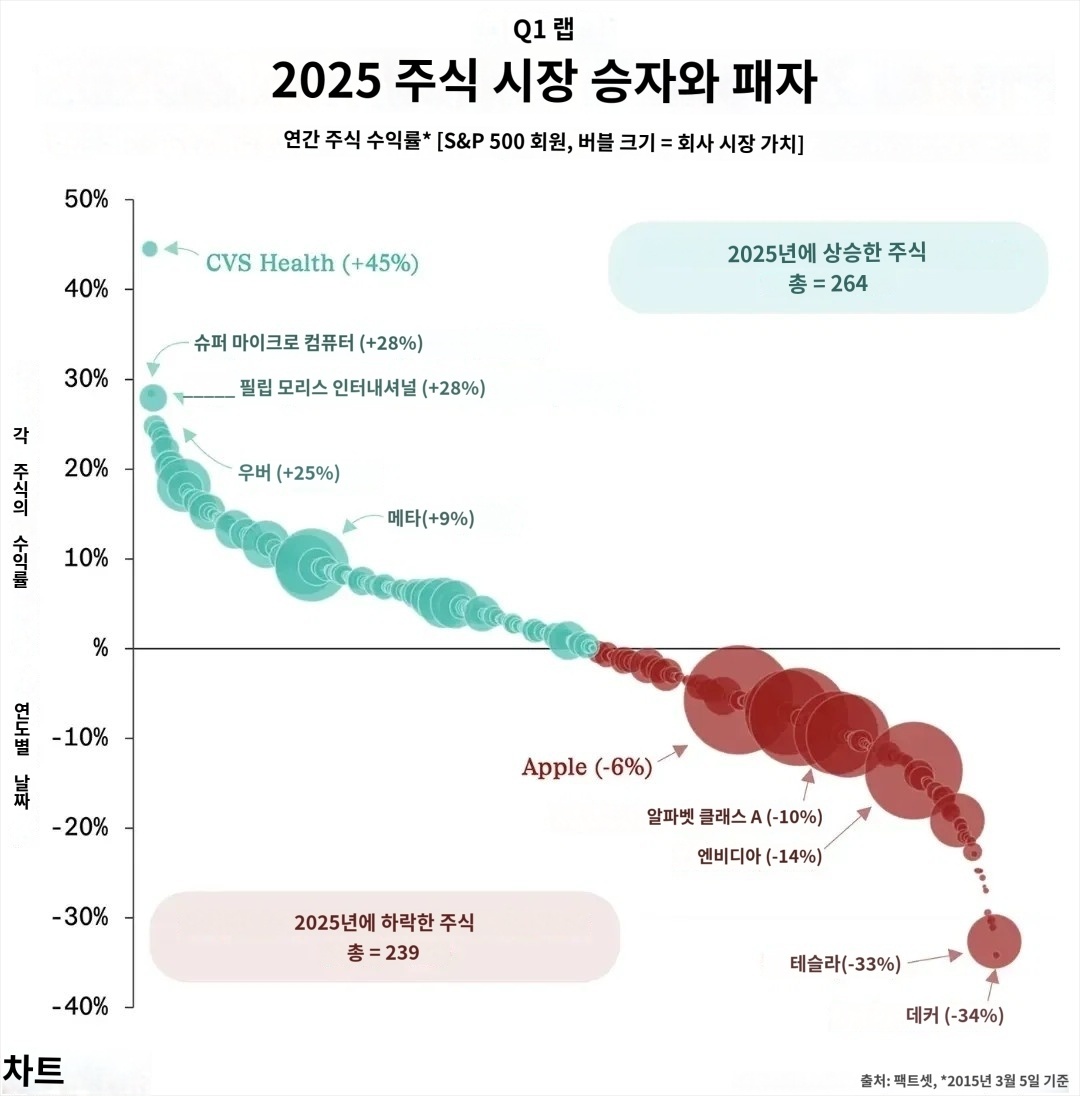 Q1 랩
2025 주식 시장 승자와 패자
연간 주식 수익률* [S&P 500 회원, 버블 크기 = 회사 시장 가치]
50%
40%
30%
20%
10%
%
-10%
-20%
-30%
-40%
각 주식의 수익률
연도별 날짜
CVS Health (+45%)
2025년에 상승한 주식
총 = 264
슈퍼 마이크로 컴퓨터 (+28%)
필립 모리스 인터내셔널 (+28%)
우버 (+25%)
메타(+9%)
Apple (-6%)
알파벳 클래스 A (-10%)
엔비디아 (-14%)
2025년에 하락한 주식
총 = 239
테슬라(-33%)
데커 (-34%)
차트
출처: 팩트셋, *2015년 3월 5일 기준